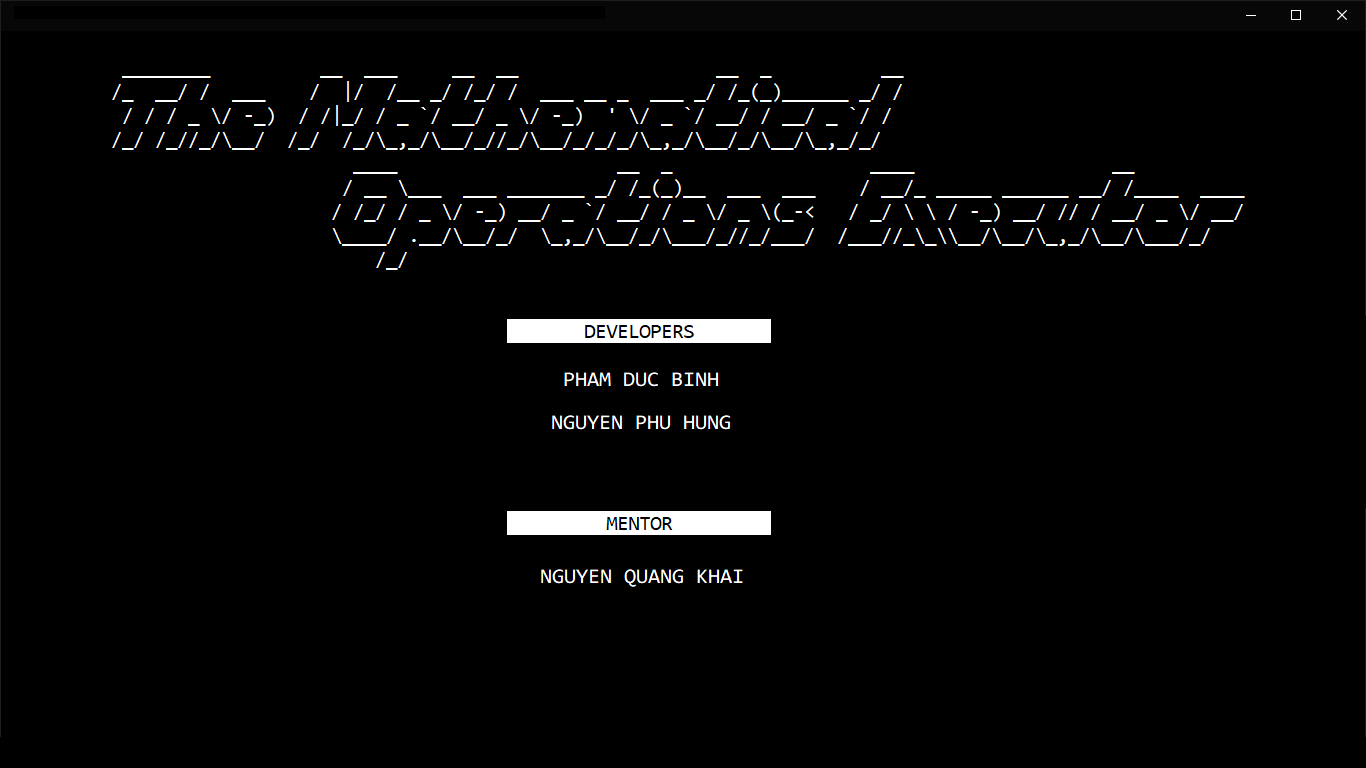 The Mathematical
Operations Executor
DEVELOPERS
PHAM DUC BINH
NGUYEN PHU HUNG
MENTOR
NGUYEN QUANG KHAI